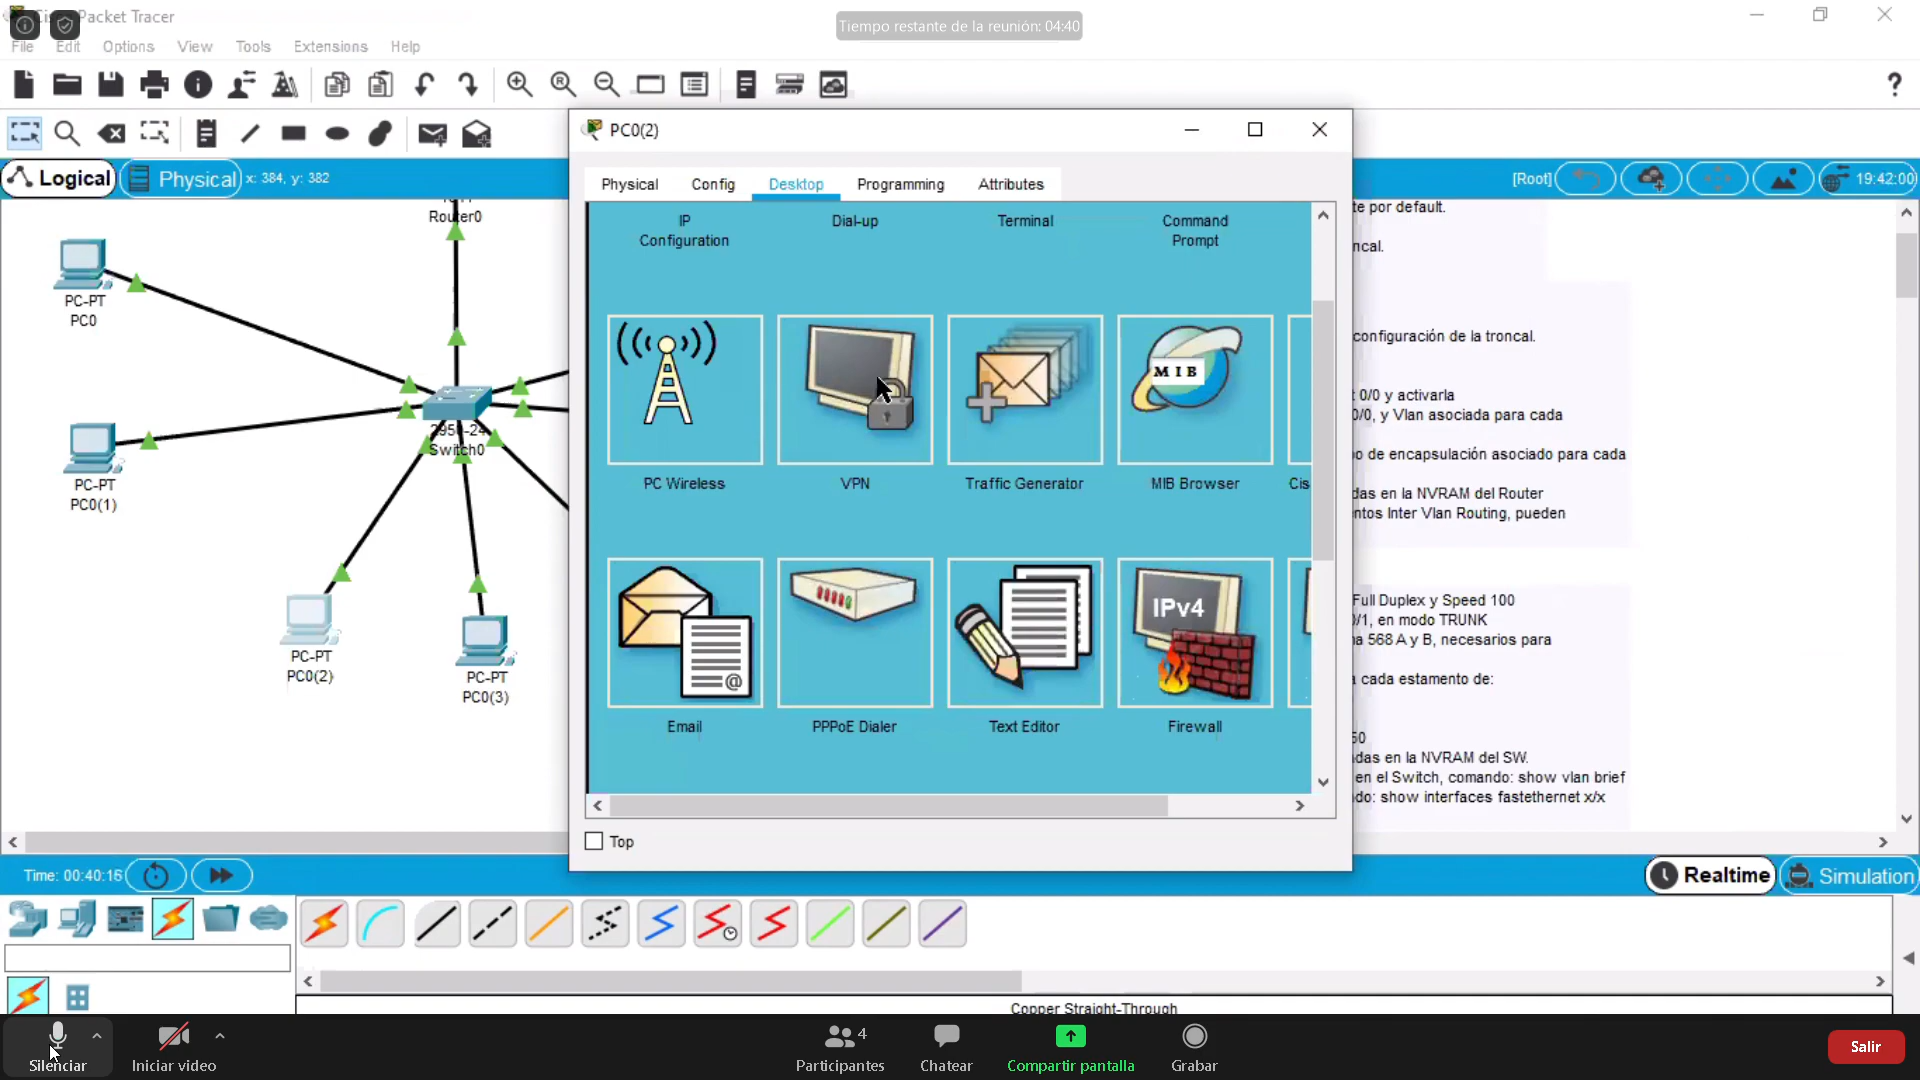 Cisco Packet Tracer
Tiempo restante de la reunión: 04:40
File Edit Options View Tools Extensions Help
PC0(2)
Logical
Physical
x: 384, y: 382
[Root]
19:42:00
Physical Config Desktop Programming Attributes
IP
Configuration
Dial-up
Terminal
Command
Prompt
MIB
PC Wireless
VPN
Traffic Generator
MIB Browser
Cis
IPv4
@
Email
PPPoE Dialer
Text Editor
Firewall
Top
Router0
PC-PT
PC0
PC-PT
PC0(1)
2950-24
Switch0
PC-PT
PC0(2)
PC-PT
PC0(3)
te por default.
ncal.
configuración de la troncal.
t 0/0 y activarla
0/0, y Vlan asociada para cada
po de encapsulación asociado para cada
das en la NVRAM del Router
ntos Inter Vlan Routing, pueden
Full Duplex y Speed 100
0/1, en modo TRUNK
na 568 A y B, necesarios para
a cada estamento de:
50
das en la NVRAM del SW.
en el Switch, comando: show vlan brief
do: show interfaces fastethernet x/x
Time: 00:40:16
Realtime
Simulation
Copper Straight-Through
Silenciar
Iniciar video
Participantes
4
Chatear
Compartir pantalla
Grabar
Salir